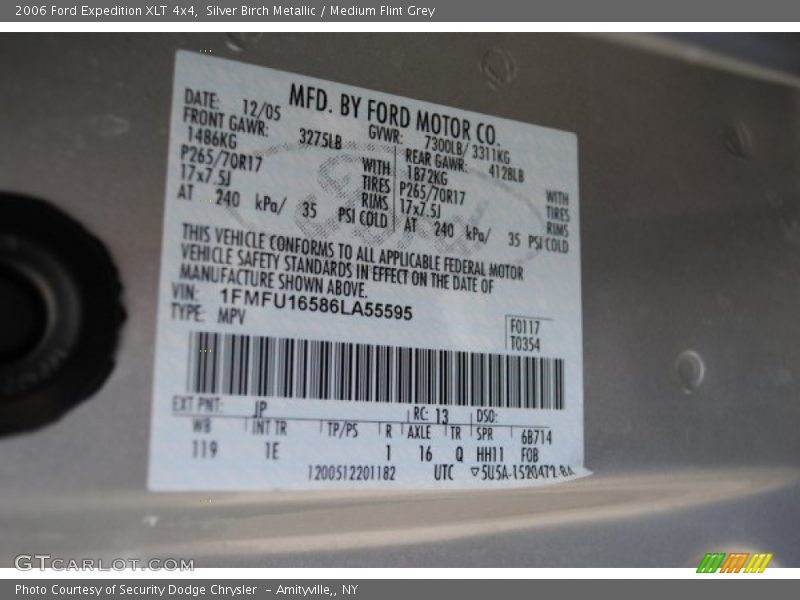 2006 Ford Expedition XLT 4x4,  Silver Birch Metallic / Medium Flint Grey
MFD. BY FORD MOTOR CO.
DATE: 12/05 GVWR: 7300LB/ 3311KG
FRONT GAWR: 3275LB REAR GAWR: 4128LB
1486KG WITH 1872KG WITH
P265/70R17 TIRES P265/70R17 TIRES
17x7.5J RIMS 17x7.5J RIMS
AT 240 kPa/ 35 PSI COLD AT 240 kPa/ 35 PSI COLD
THIS VEHICLE CONFORMS TO ALL APPLICABLE FEDERAL MOTOR
VEHICLE SAFETY STANDARDS IN EFFECT ON THE DATE OF
MANUFACTURE SHOWN ABOVE.
VIN: 1FMFU16586LA55595
TYPE: MPV
F0117
T0354
EXT PNT: JP RC: 13 DSO:
WB INT TR TP/PS R AXLE TR SPR 6B714
119 1E 1 16 Q HH11 FOB
1200512201182 UTC ▽5U5A-1520472-BA
GTcarlot.com
Photo Courtesy of Security Dodge Chrysler  - Amityville,, NY